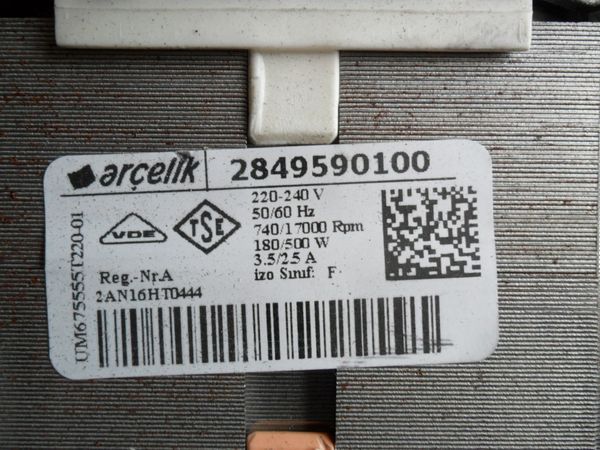 arçelik 2849590100
220-240 V
50/60 Hz
740/17000 Rpm
180/500 W
3.5/2.5 A
izo Sınıf: F
VDE
TSE
Reg.-Nr.A
2AN16HT0444
UM675555T220-01